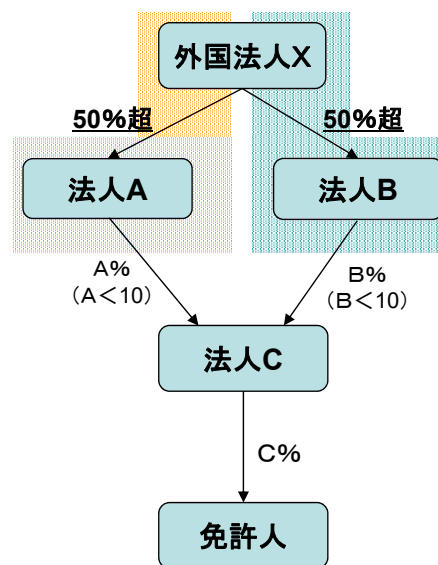 外国法人X
50%超
50%超
法人A
法人B
A%
(A＜10)
B%
(B＜10)
法人C
C%
免許人